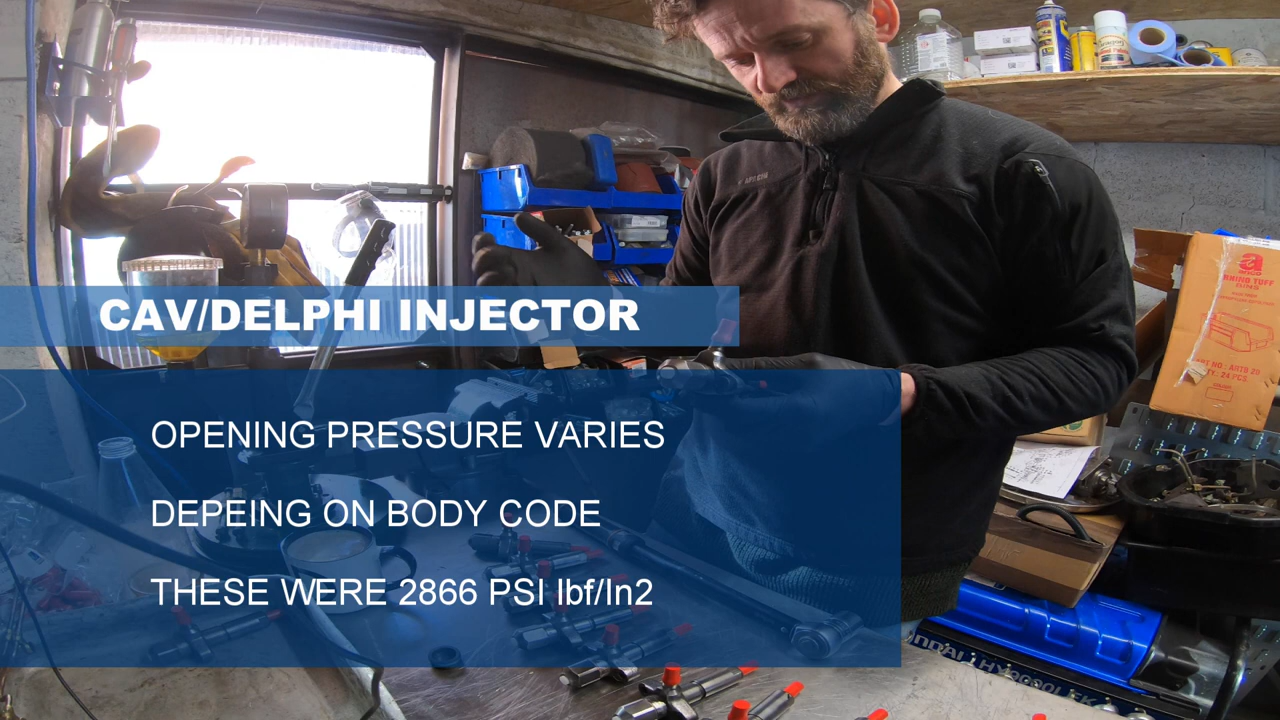 CAV/DELPHI INJECTOR
OPENING PRESSURE VARIES
DEPEING ON BODY CODE
THESE WERE 2866 PSI lbf/In2